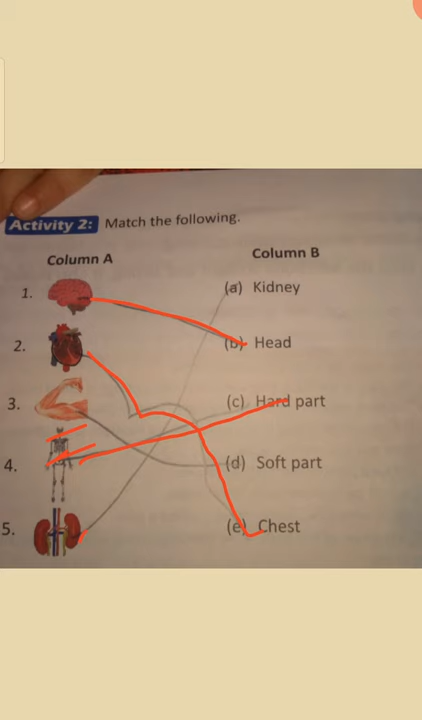 Activity 2: Match the following.
Column A Column B
1. (a) Kidney
2. (b) Head
3. (c) Hard part
4. (d) Soft part
5. (e) Chest